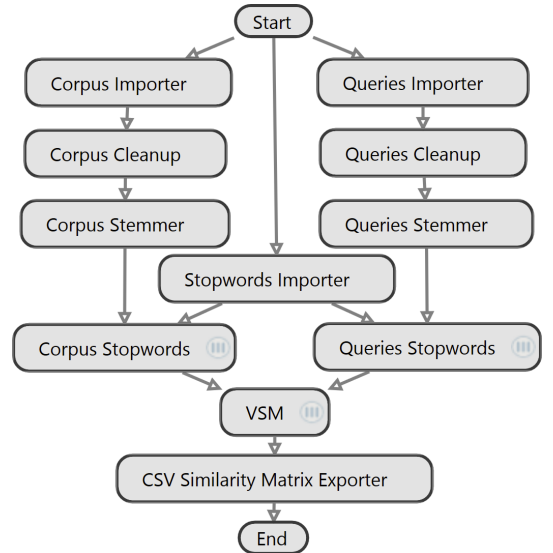 Start
Corpus Importer
Queries Importer
Corpus Cleanup
Queries Cleanup
Corpus Stemmer
Queries Stemmer
Stopwords Importer
Corpus Stopwords
Queries Stopwords
VSM
CSV Similarity Matrix Exporter
End